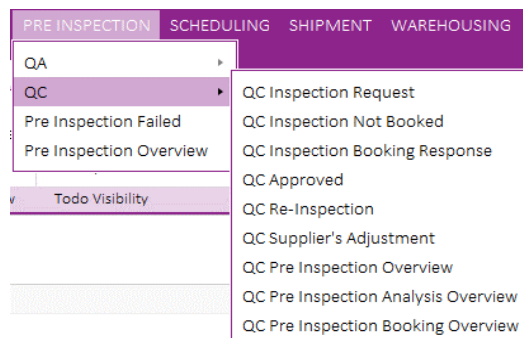 PRE INSPECTION SCHEDULING SHIPMENT WAREHOUSING
QA
QC
Pre Inspection Failed
Pre Inspection Overview
Todo Visibility
QC Inspection Request
QC Inspection Not Booked
QC Inspection Booking Response
QC Approved
QC Re-Inspection
QC Supplier's Adjustment
QC Pre Inspection Overview
QC Pre Inspection Analysis Overview
QC Pre Inspection Booking Overview